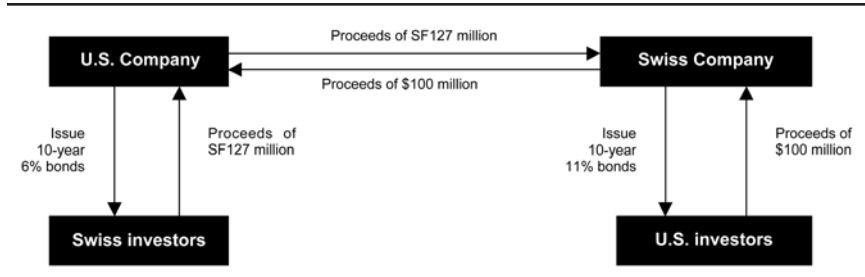 Proceeds of SF127 million
U.S. Company
Swiss Company
Proceeds of $100 million
Issue
10-year
6% bonds
Proceeds of
SF127 million
Issue
10-year
11% bonds
Proceeds of
$100 million
Swiss investors
U.S. investors